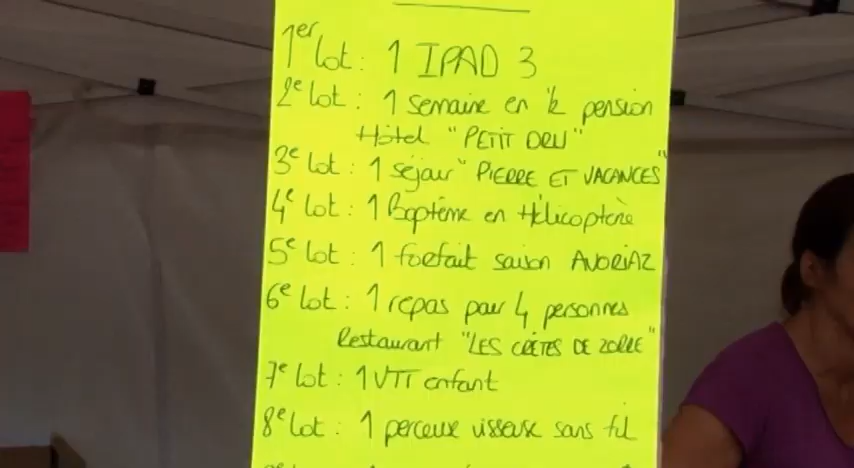 1er lot : 1 IPAD 3
2e lot : 1 semaine en ½ pension
Hôtel "PETIT DRU"
3e lot : 1 séjour "PIERRE ET VACANCES"
4e lot : 1 Baptême en Hélicoptère
5e lot : 1 forfait saison AVORIAZ
6e lot : 1 repas pour 4 personnes
Restaurant "LES CRÊTES DE ZORRE"
7e lot : 1 VTT enfant
8e lot : 1 perceuse visseuse sans fil